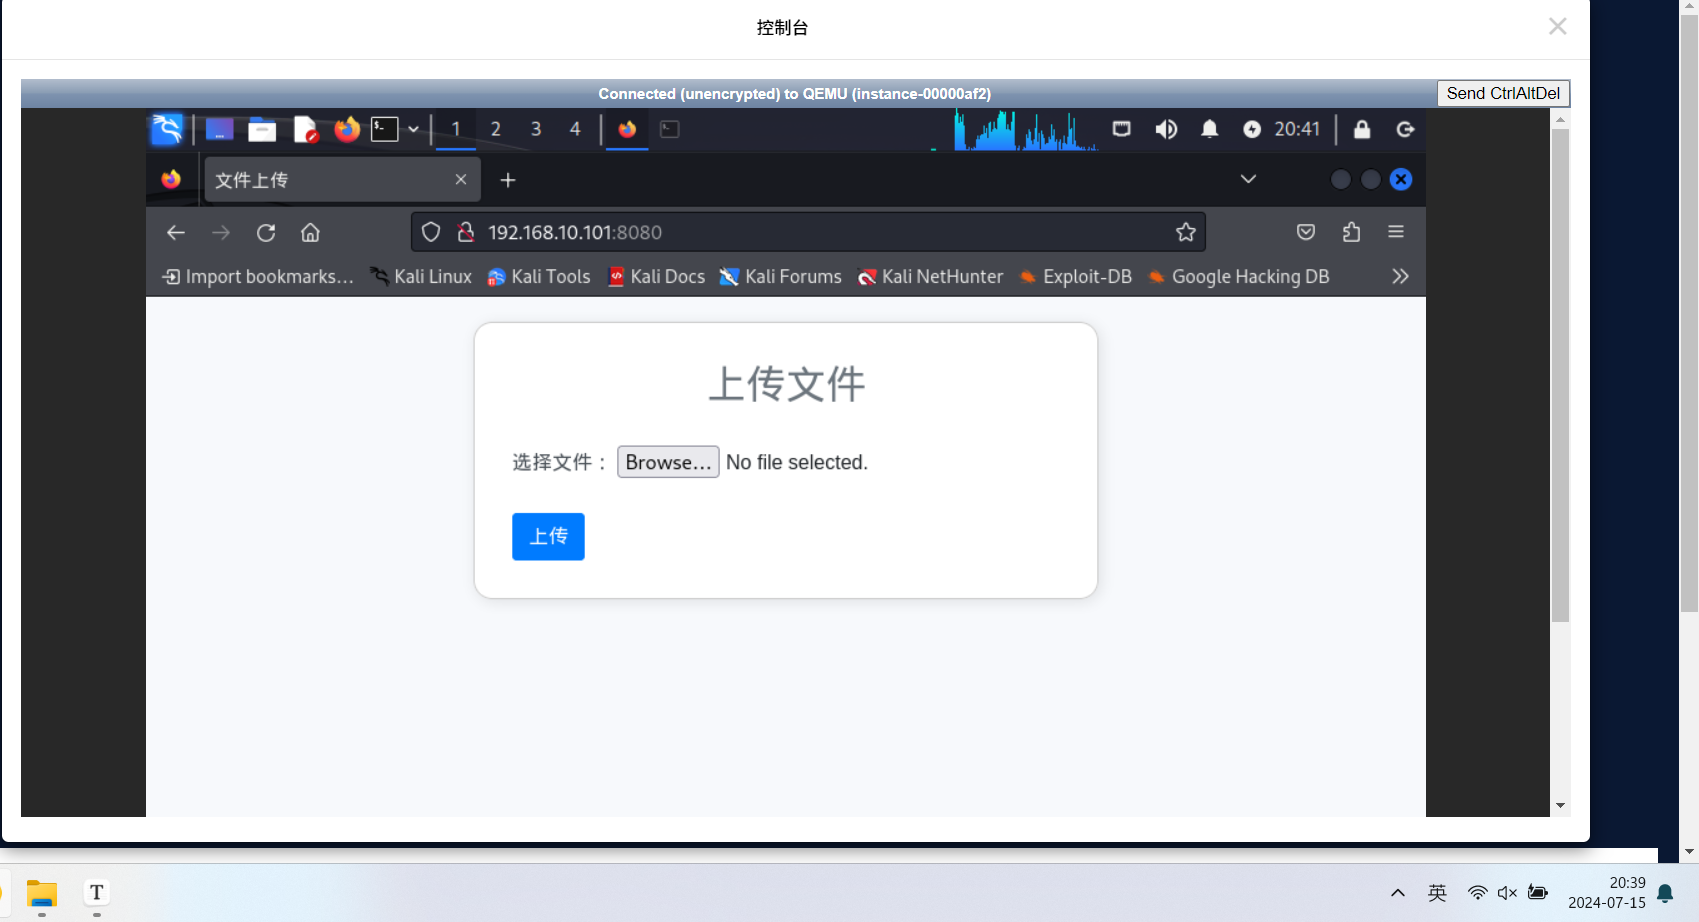 控制台
Connected (unencrypted) to QEMU (instance-00000af2)
Send CtrlAltDel
1 2 3 4
20:41
文件上传
192.168.10.101:8080
Import bookmarks...
Kali Linux
Kali Tools
Kali Docs
Kali Forums
Kali NetHunter
Exploit-DB
Google Hacking DB
上传文件
选择文件：
Browse...
No file selected.
上传
T
英
20:39
2024-07-15